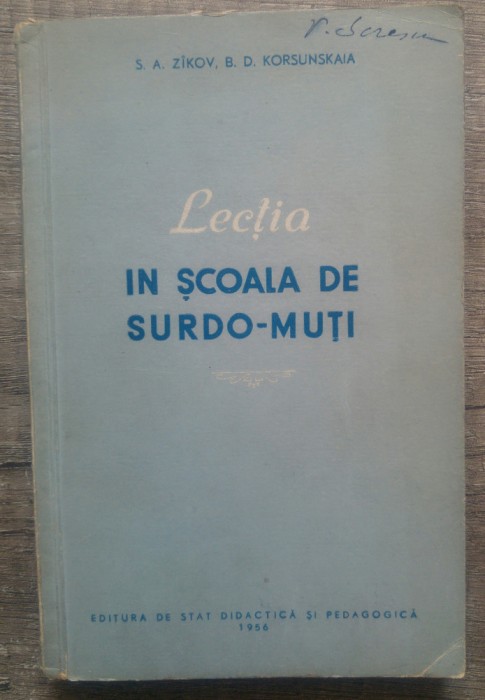 S. A. ZÎKOV, B. D. KORSUNSKAIA
Lecția
IN ȘCOALA DE
SURDO-MUȚI
EDITURA DE STAT DIDACTICĂ ȘI PEDAGOGICĂ
1956